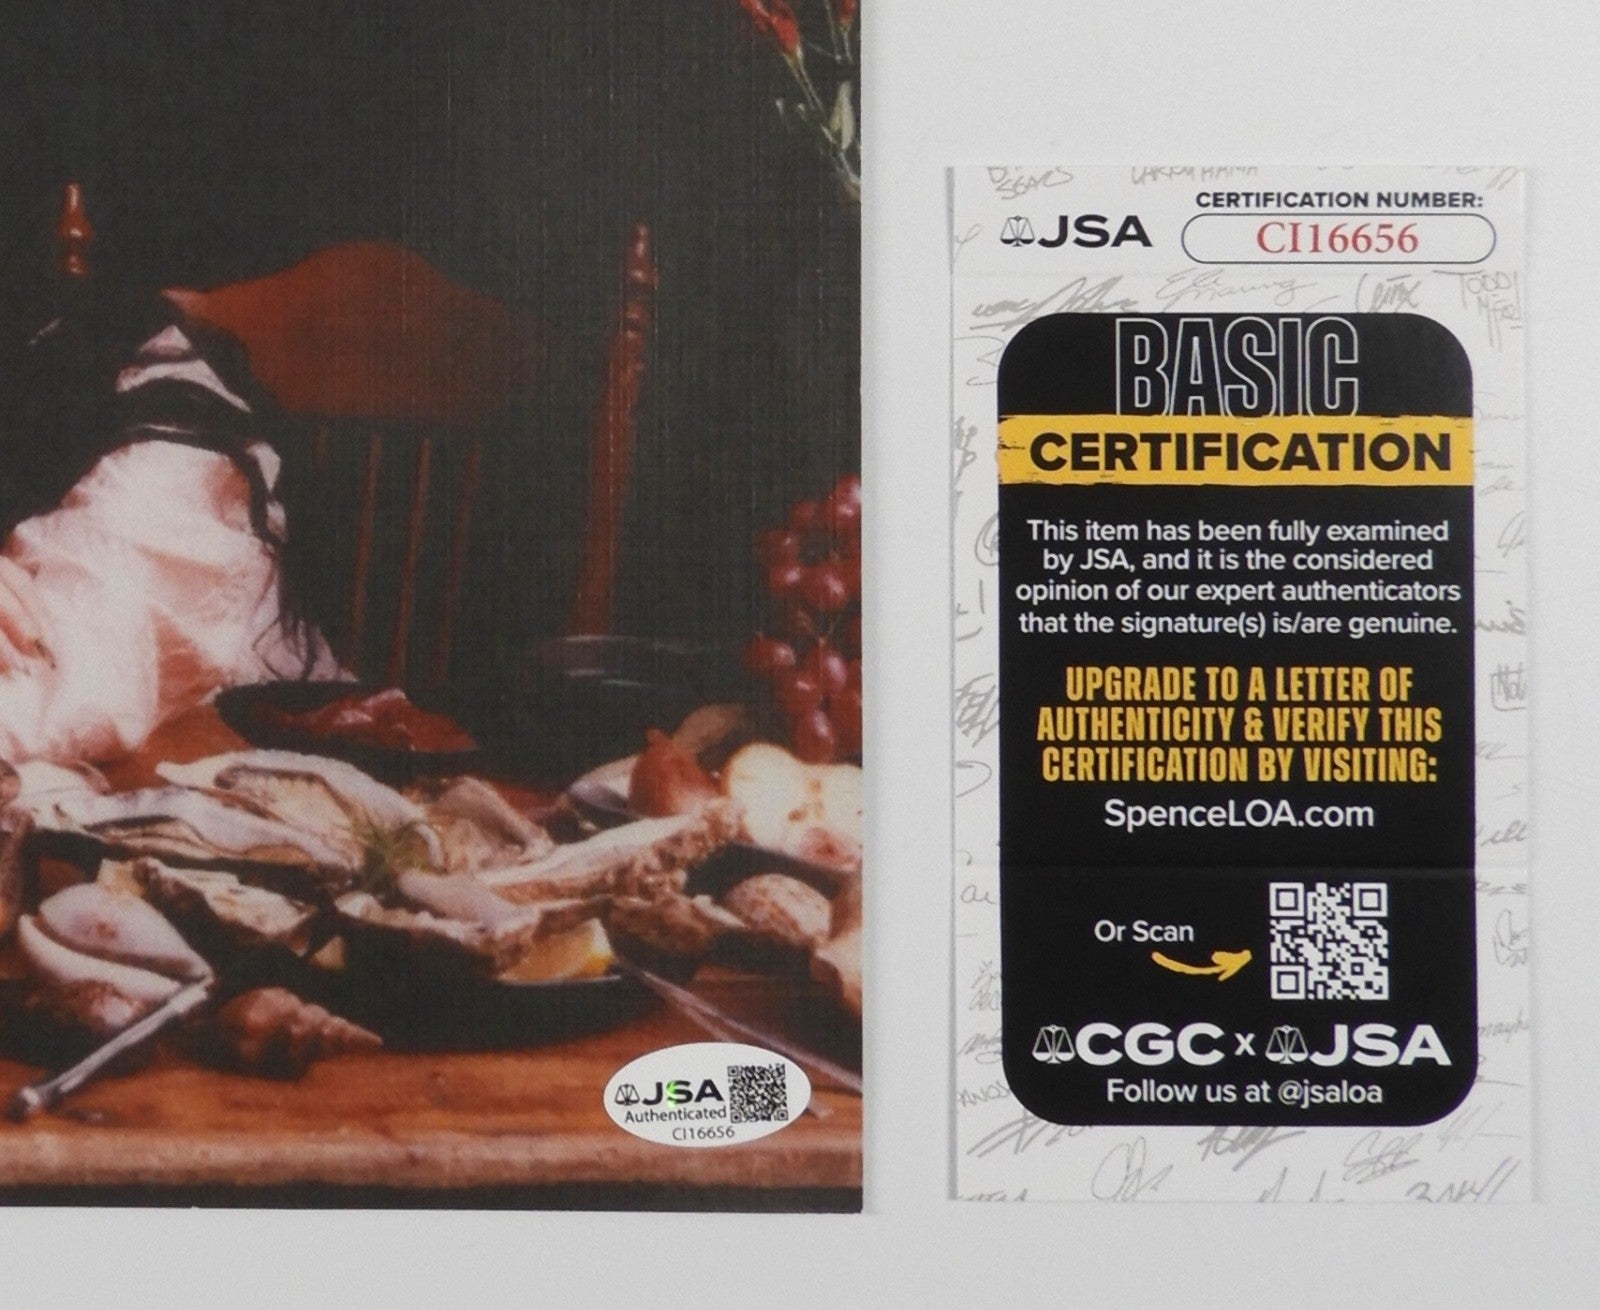 JSA
Authenticated
CI16656
JSA
CERTIFICATION NUMBER:
CI16656
BASIC
CERTIFICATION
This item has been fully examined
by JSA, and it is the considered
opinion of our expert authenticators
that the signature(s) is/are genuine.
UPGRADE TO A LETTER OF
AUTHENTICITY & VERIFY THIS
CERTIFICATION BY VISITING:
SpenceLOA.com
Or Scan
CGC x JSA
Follow us at @jsaloa